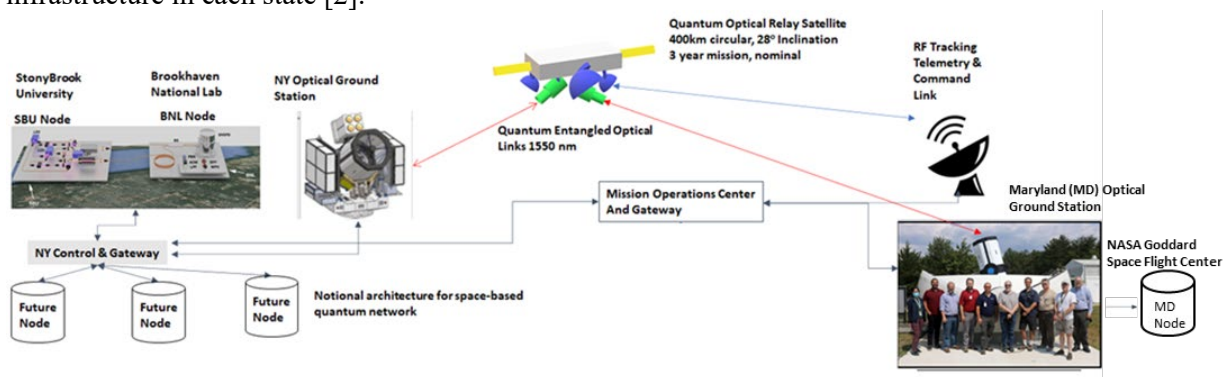 infrastructure in each state [2].
Quantum Optical Relay Satellite
400km circular, 28° Inclination
3 year mission, nominal
RF Tracking
Telemetry &
Command
Link
StonyBrook
University
SBU Node
Brookhaven
National Lab
BNL Node
NY Optical Ground
Station
Quantum Entangled Optical
Links 1550 nm
Mission Operations Center
And Gateway
Maryland (MD) Optical
Ground Station
NASA Goddard
Space Flight Center
MD
Node
NY Control & Gateway
Future
Node
Future
Node
Future
Node
Notional architecture for space-based
quantum network